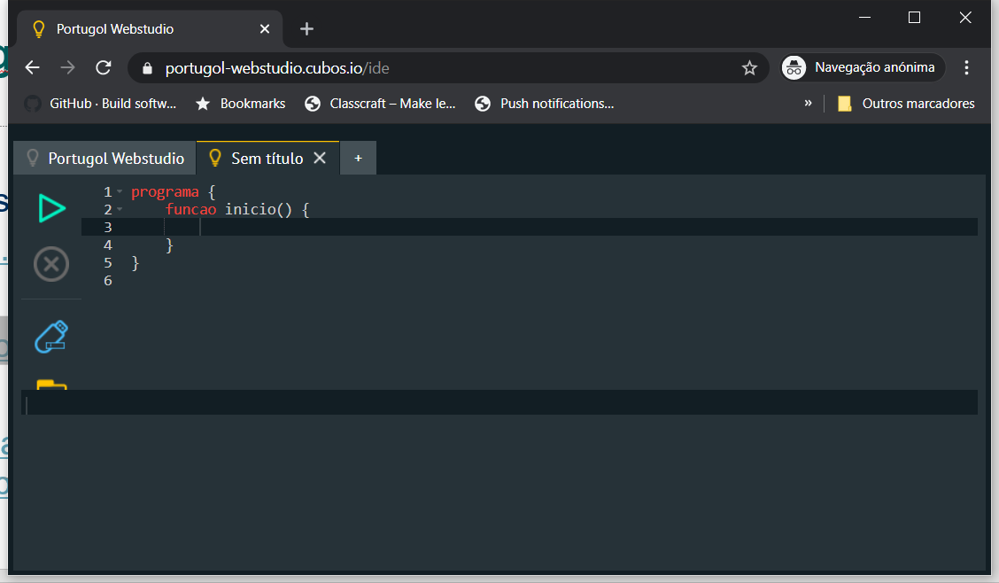 Portugol Webstudio
portugol-webstudio.cubos.io/ide
Navegação anónima
GitHub · Build softw...
Bookmarks
Classcraft – Make le...
Push notifications...
»
Outros marcadores
Portugol Webstudio
Sem título
+
1 programa {
2 funcao inicio() {
3
4 }
5 }
6